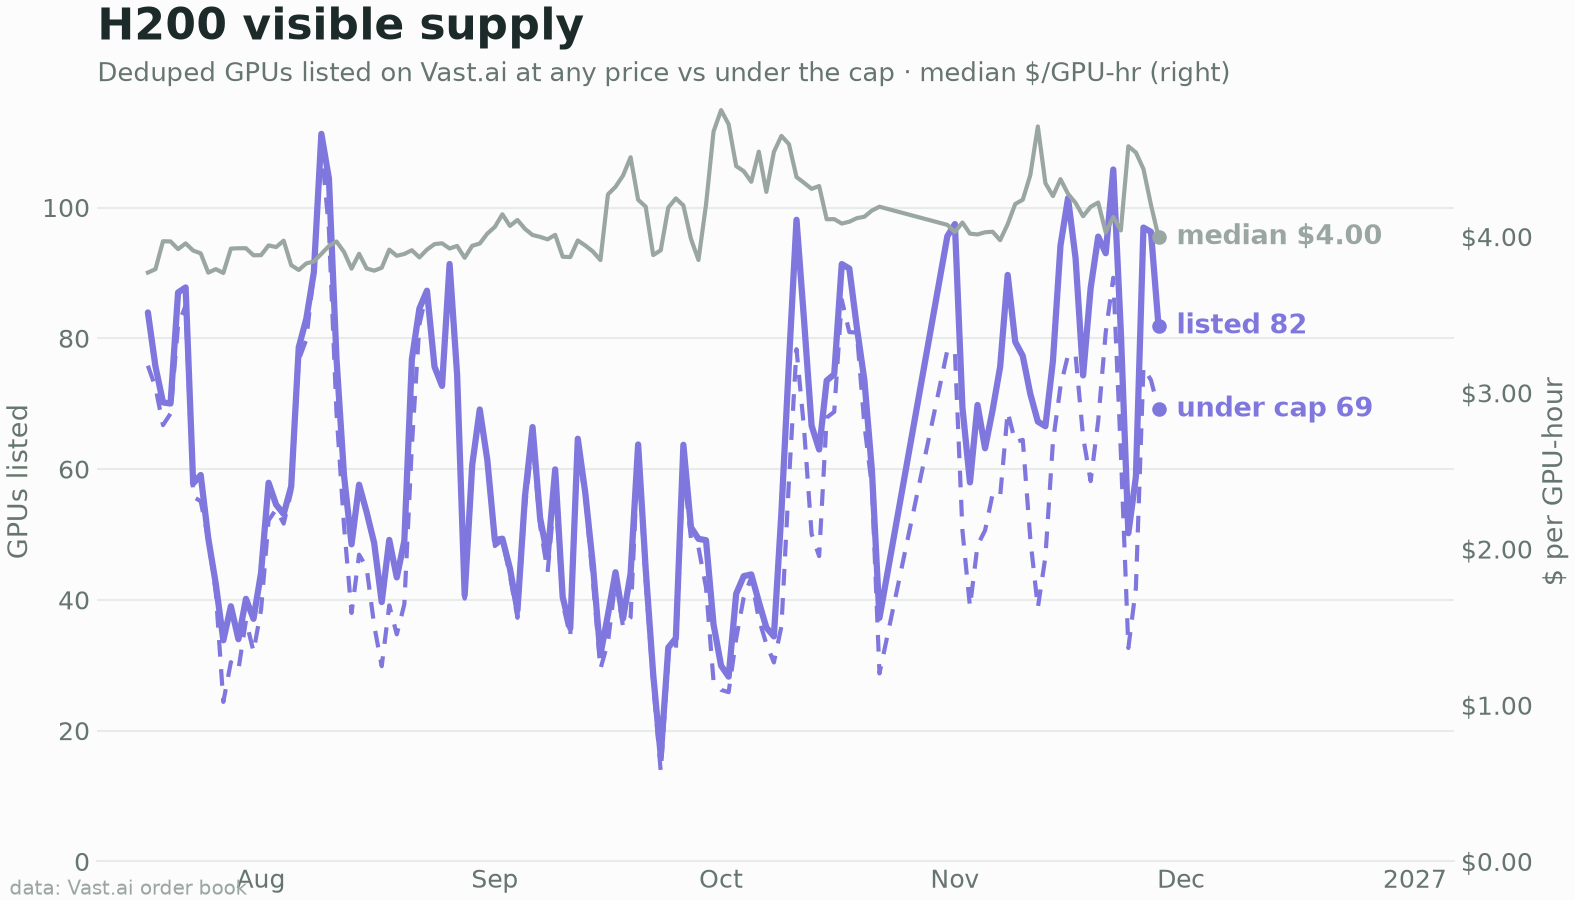 H200 visible supply
Deduped GPUs listed on Vast.ai at any price vs under the cap · median $/GPU-hr (right)
GPUs listed
100
80
60
40
20
0
median $4.00
listed 82
under cap 69
$4.00
$3.00
$2.00
$1.00
$0.00
$ per GPU-hour
Aug Sep Oct Nov Dec 2027
data: Vast.ai order book